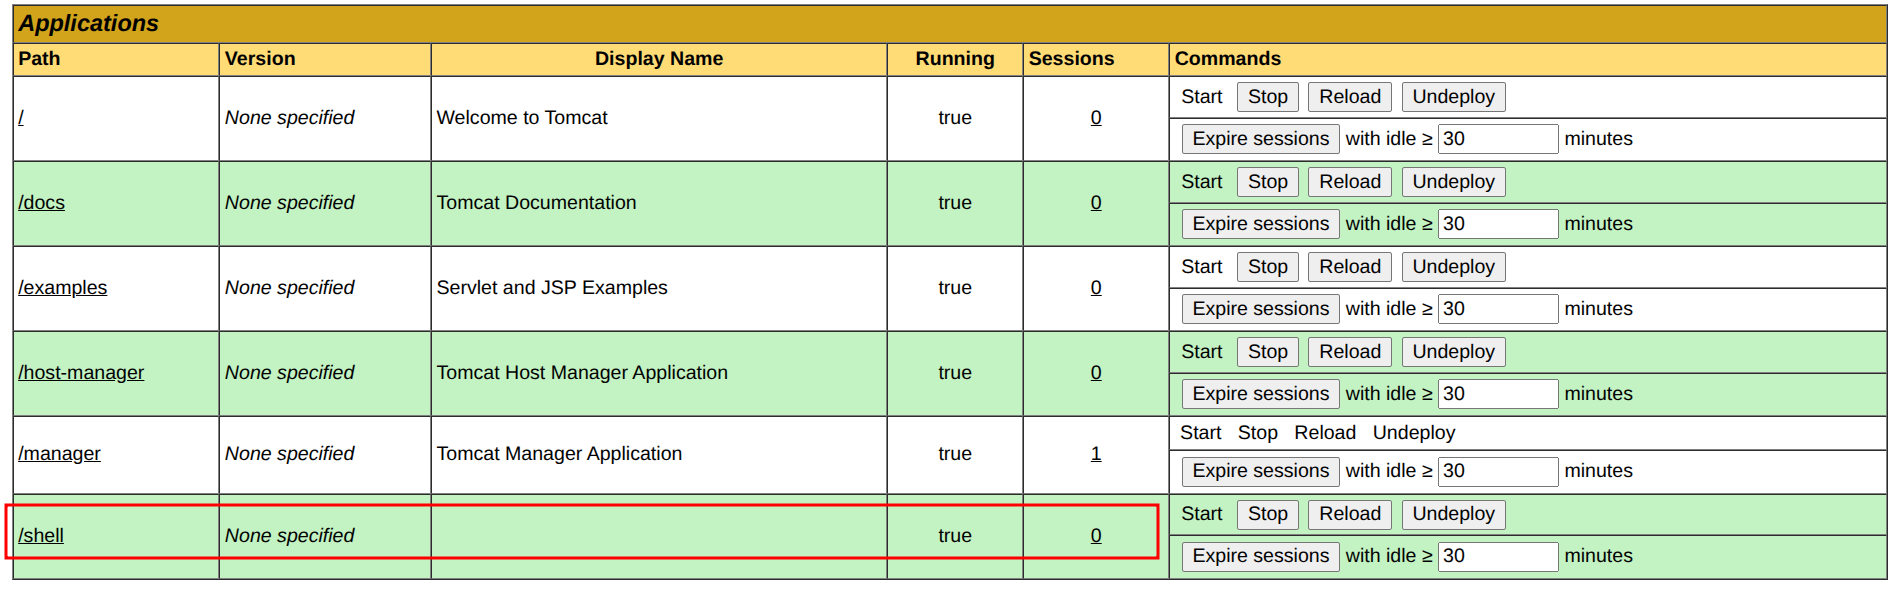 Applications
Path Version Display Name Running Sessions Commands
/ None specified Welcome to Tomcat true 0 Start Stop Reload Undeploy
Expire sessions with idle ≥ 30 minutes
/docs None specified Tomcat Documentation true 0 Start Stop Reload Undeploy
Expire sessions with idle ≥ 30 minutes
/examples None specified Servlet and JSP Examples true 0 Start Stop Reload Undeploy
Expire sessions with idle ≥ 30 minutes
/host-manager None specified Tomcat Host Manager Application true 0 Start Stop Reload Undeploy
Expire sessions with idle ≥ 30 minutes
/manager None specified Tomcat Manager Application true 1 Start Stop Reload Undeploy
Expire sessions with idle ≥ 30 minutes
/shell None specified true 0 Start Stop Reload Undeploy
Expire sessions with idle ≥ 30 minutes